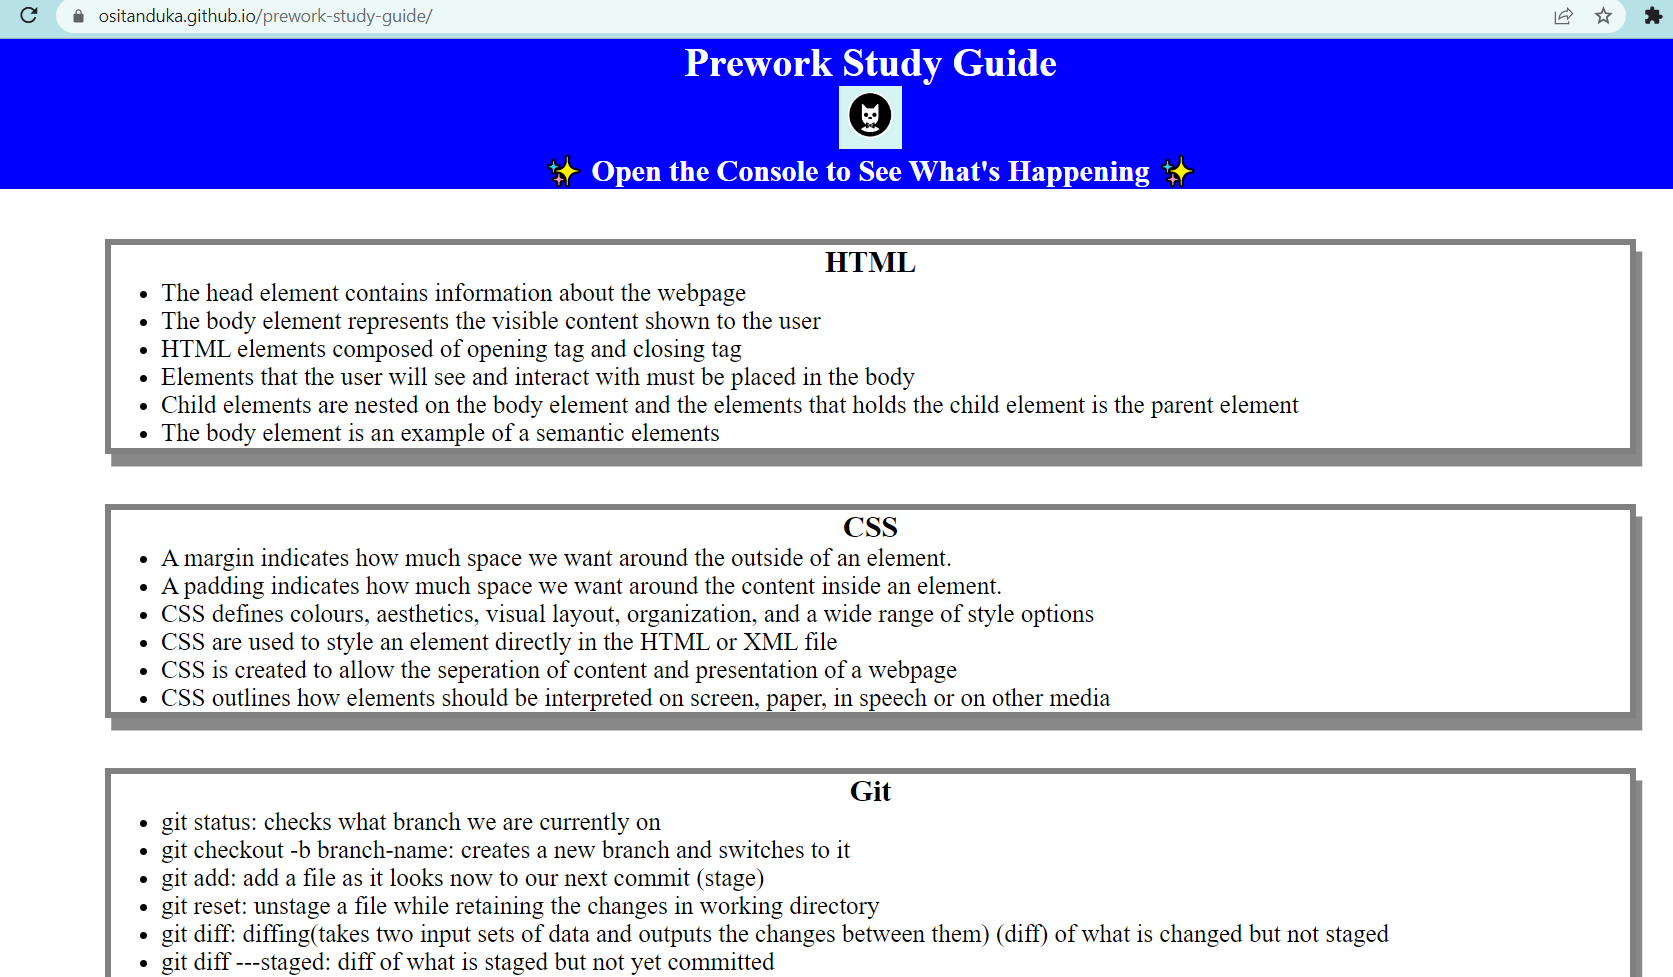 ositanduka.github.io/prework-study-guide/
Prework Study Guide
✨ Open the Console to See What's Happening ✨
HTML
• The head element contains information about the webpage
• The body element represents the visible content shown to the user
• HTML elements composed of opening tag and closing tag
• Elements that the user will see and interact with must be placed in the body
• Child elements are nested on the body element and the elements that holds the child element is the parent element
• The body element is an example of a semantic elements
CSS
• A margin indicates how much space we want around the outside of an element.
• A padding indicates how much space we want around the content inside an element.
• CSS defines colours, aesthetics, visual layout, organization, and a wide range of style options
• CSS are used to style an element directly in the HTML or XML file
• CSS is created to allow the seperation of content and presentation of a webpage
• CSS outlines how elements should be interpreted on screen, paper, in speech or on other media
Git
• git status: checks what branch we are currently on
• git checkout -b branch-name: creates a new branch and switches to it
• git add: add a file as it looks now to our next commit (stage)
• git reset: unstage a file while retaining the changes in working directory
• git diff: diffing(takes two input sets of data and outputs the changes between them) (diff) of what is changed but not staged
• git diff ---staged: diff of what is staged but not yet committed